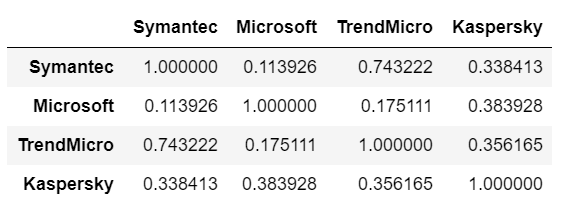 Symantec Microsoft TrendMicro Kaspersky
Symantec 1.000000 0.113926 0.743222 0.338413
Microsoft 0.113926 1.000000 0.175111 0.383928
TrendMicro 0.743222 0.175111 1.000000 0.356165
Kaspersky 0.338413 0.383928 0.356165 1.000000